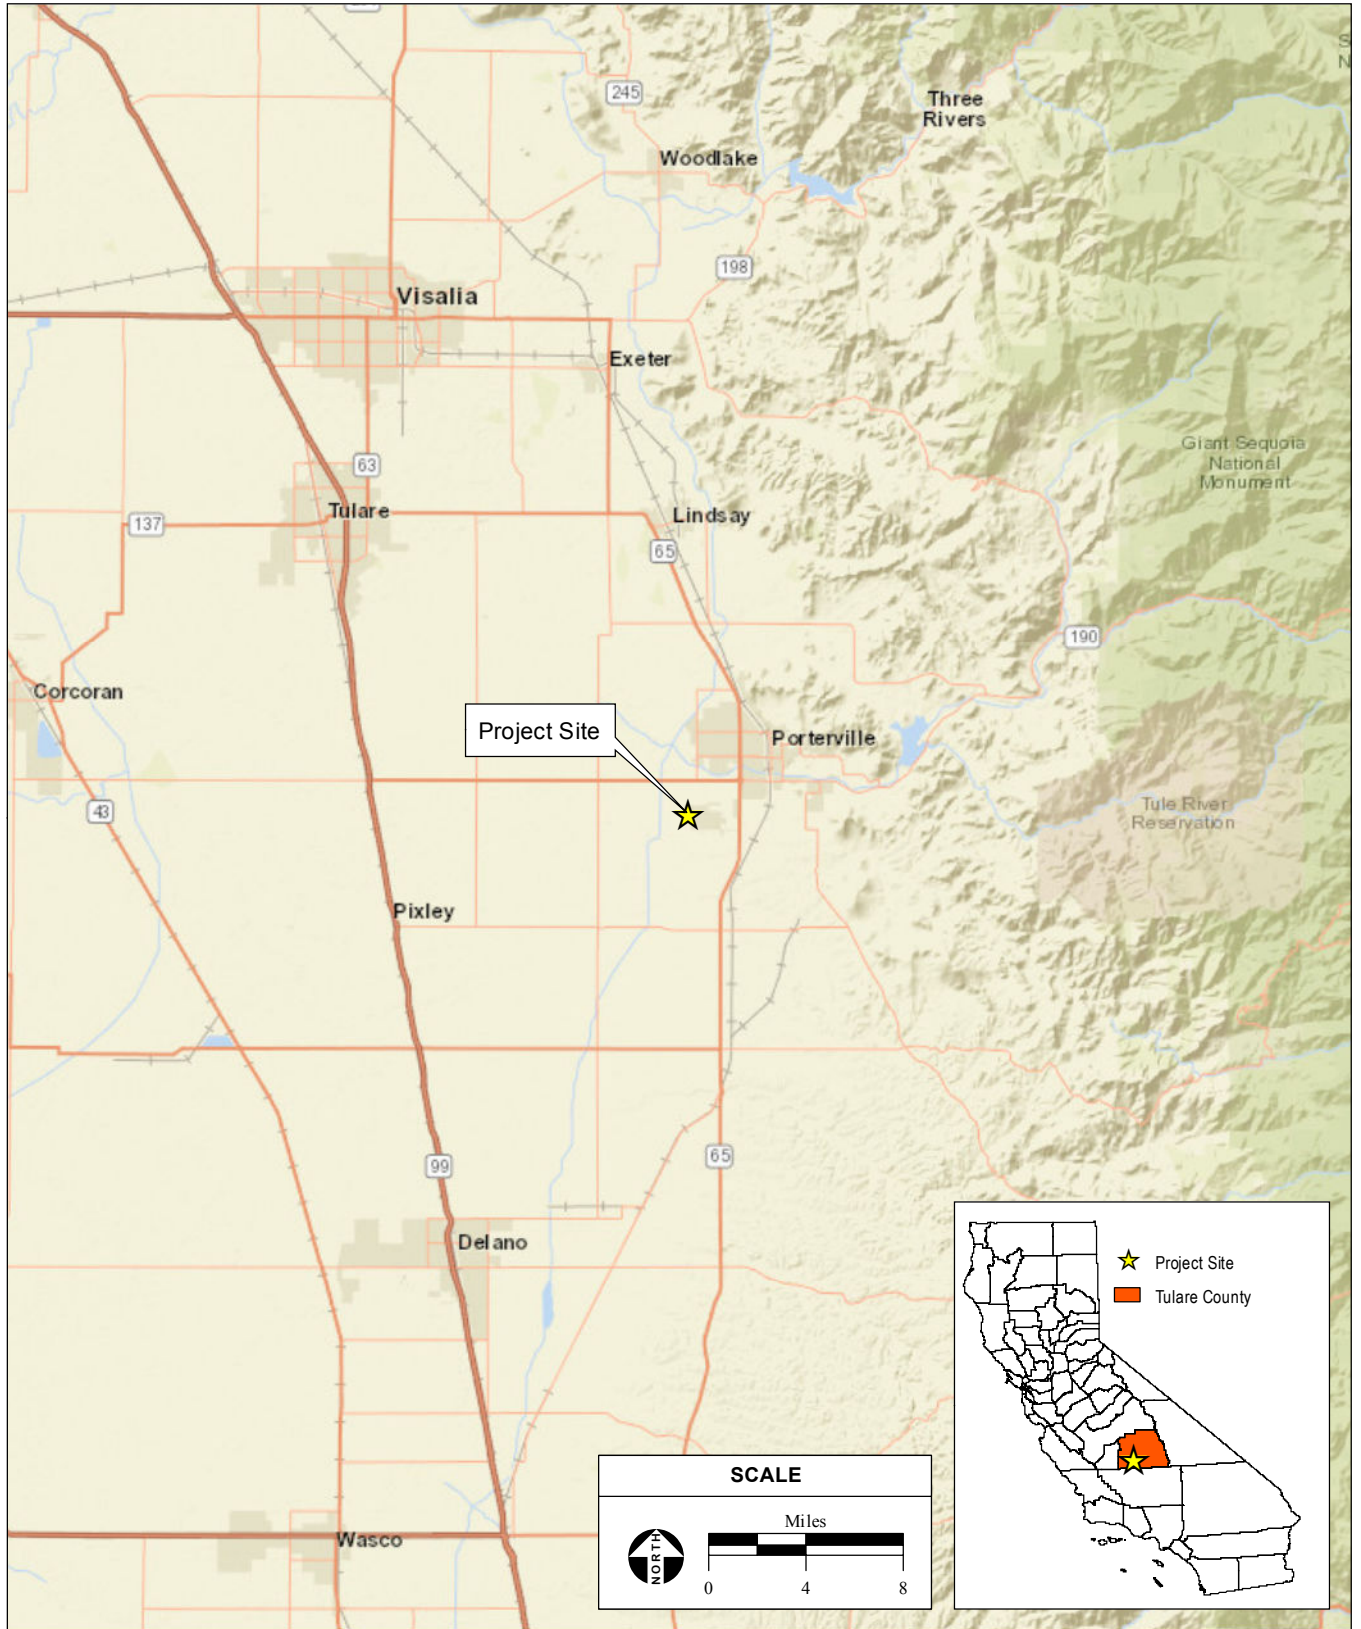 245
Three
Rivers
Woodlake
198
Visalia
Exeter
Giant Sequoia
National
Monument
63
Tulare
137
Lindsay
65
190
Corcoran
Project Site
Porterville
43
Tule River
Reservation
Pixley
99
65
Delano
Project Site
Tulare County
SCALE
Miles
NORTH
0 4 8
Wasco
S
N